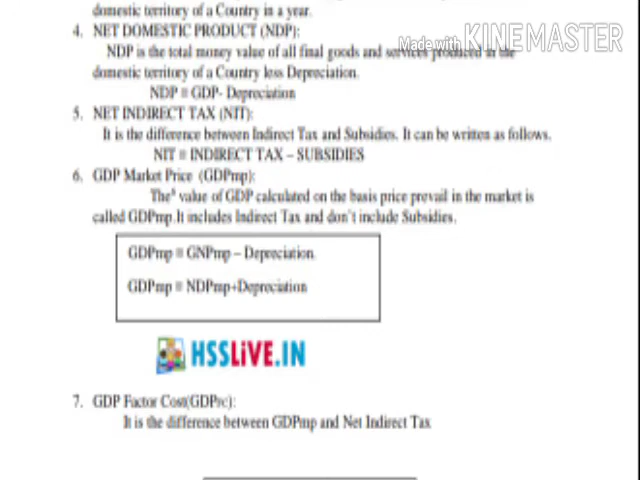 domestic territory of a Country in a year.
4. NET DOMESTIC PRODUCT (NDP):
NDP is the total money value of all final goods and services produced in the
domestic territory of a Country less Depreciation.
NDP = GDP- Depreciation
5. NET INDIRECT TAX (NIT):
It is the difference between Indirect Tax and Subsidies. It can be written as follows.
NIT = INDIRECT TAX – SUBSIDIES
6. GDP Market Price (GDPmp):
The value of GDP calculated on the basis price prevail in the market is
called GDPmp.It includes Indirect Tax and don't include Subsidies.
GDPmp = GNPmp – Depreciation
GDPmp = NDPmp+Depreciation
HSSLiVE.IN
7. GDP Factor Cost(GDPFC):
It is the difference between GDPmp and Net Indirect Tax
Made with KINEMASTER